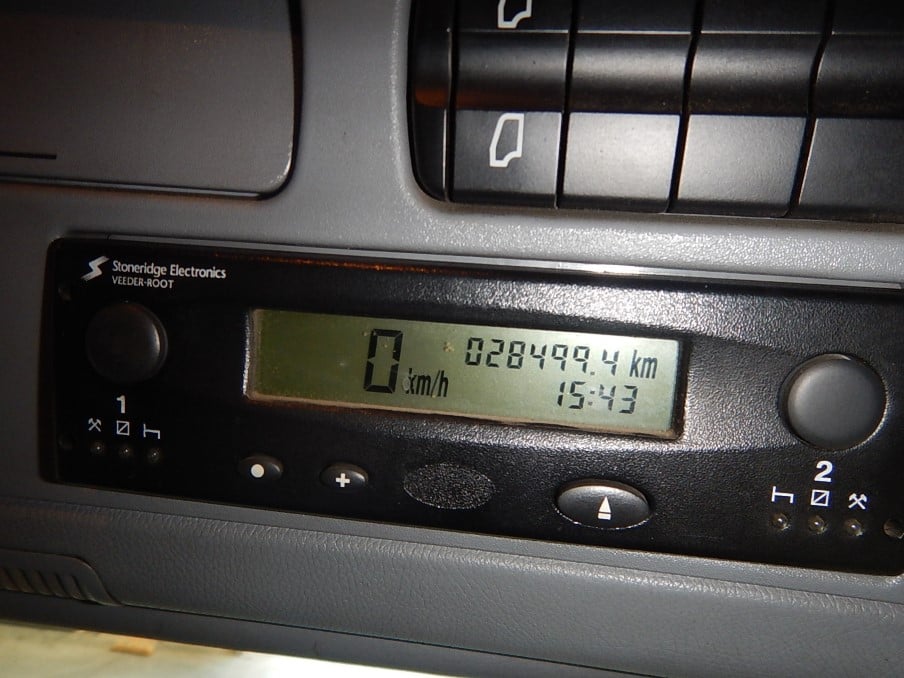 Stoneridge Electronics
VEEDER-ROOT
0 km/h
028499.4 km
15:43
1
2